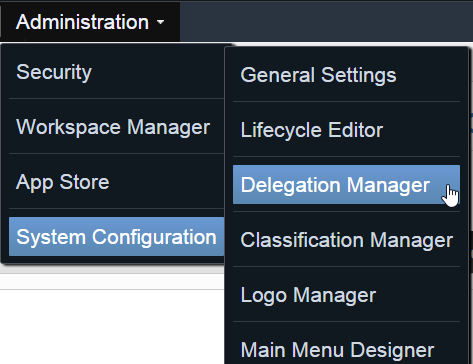 Administration
Security
Workspace Manager
App Store
System Configuration
General Settings
Lifecycle Editor
Delegation Manager
Classification Manager
Logo Manager
Main Menu Designer